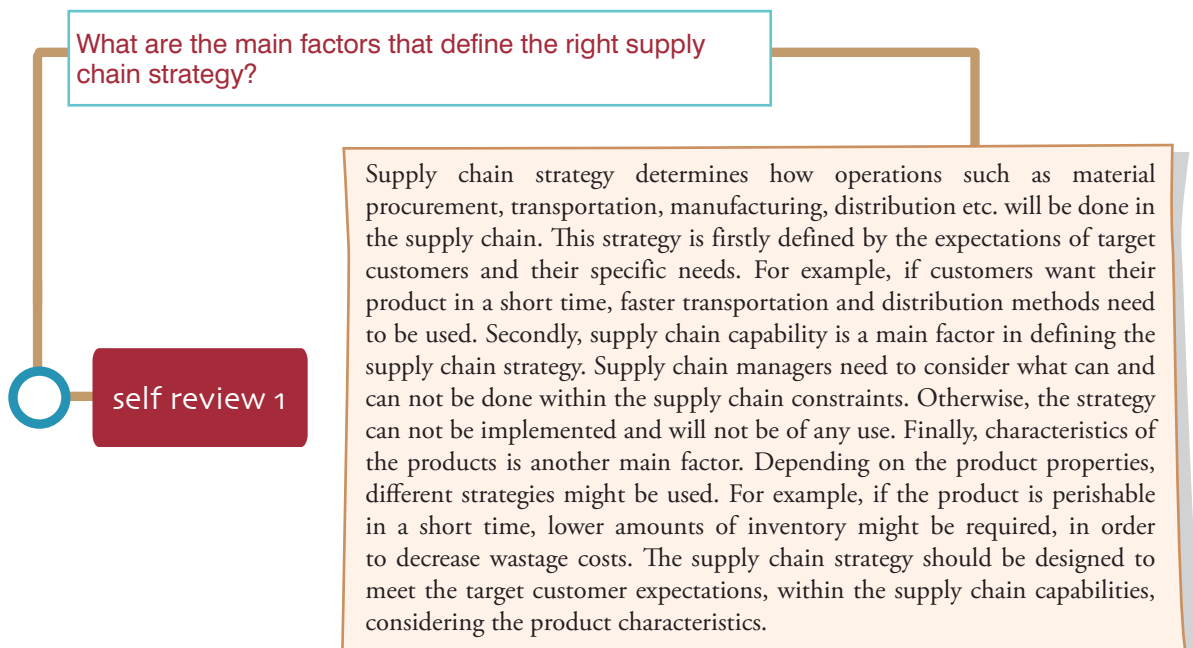 What are the main factors that define the right supply
chain strategy?
Supply chain strategy determines how operations such as material
procurement, transportation, manufacturing, distribution etc. will be done in
the supply chain. This strategy is firstly defined by the expectations of target
customers and their specific needs. For example, if customers want their
product in a short time, faster transportation and distribution methods need
to be used. Secondly, supply chain capability is a main factor in defining the
supply chain strategy. Supply chain managers need to consider what can and
can not be done within the supply chain constraints. Otherwise, the strategy
can not be implemented and will not be of any use. Finally, characteristics of
the products is another main factor. Depending on the product properties,
different strategies might be used. For example, if the product is perishable
in a short time, lower amounts of inventory might be required, in order
to decrease wastage costs. The supply chain strategy should be designed to
meet the target customer expectations, within the supply chain capabilities,
considering the product characteristics.
self review 1